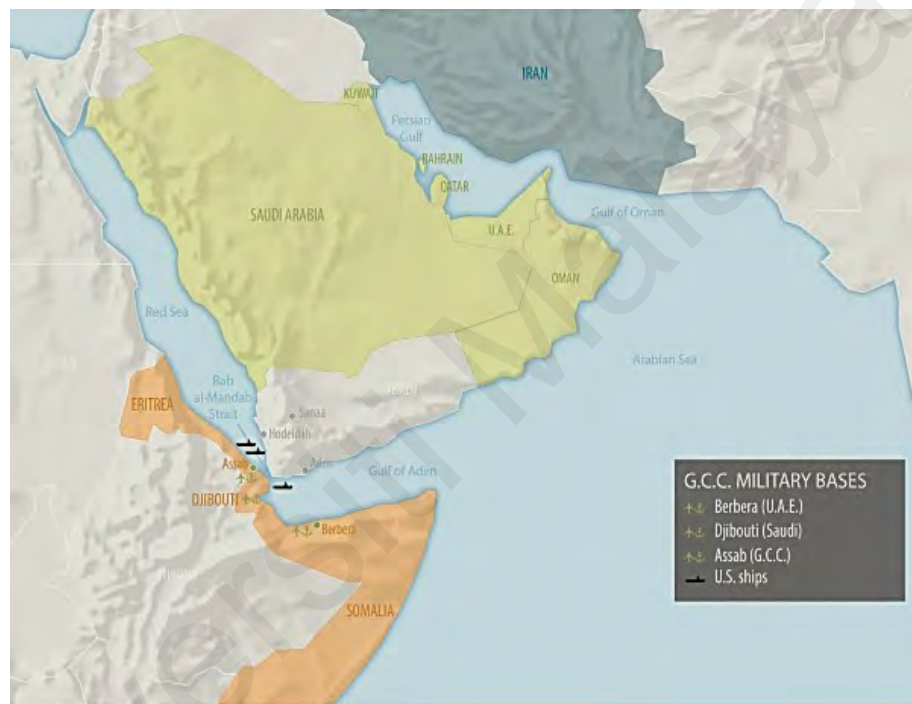 IRAN
KUWAIT
Persian
Gulf
BAHRAIN
QATAR
SAUDI ARABIA
U.A.E.
Gulf of Oman
OMAN
Red Sea
Arabian Sea
Bab
al-Mandab
Strait
Yemen
ERITREA
Sanaa
Hodeidah
Assab
Aden
Gulf of Aden
DJIBOUTI
Berbera
SOMALIA
G.C.C. MILITARY BASES
Berbera (U.A.E.)
Djibouti (Saudi)
Assab (G.C.C.)
U.S. ships